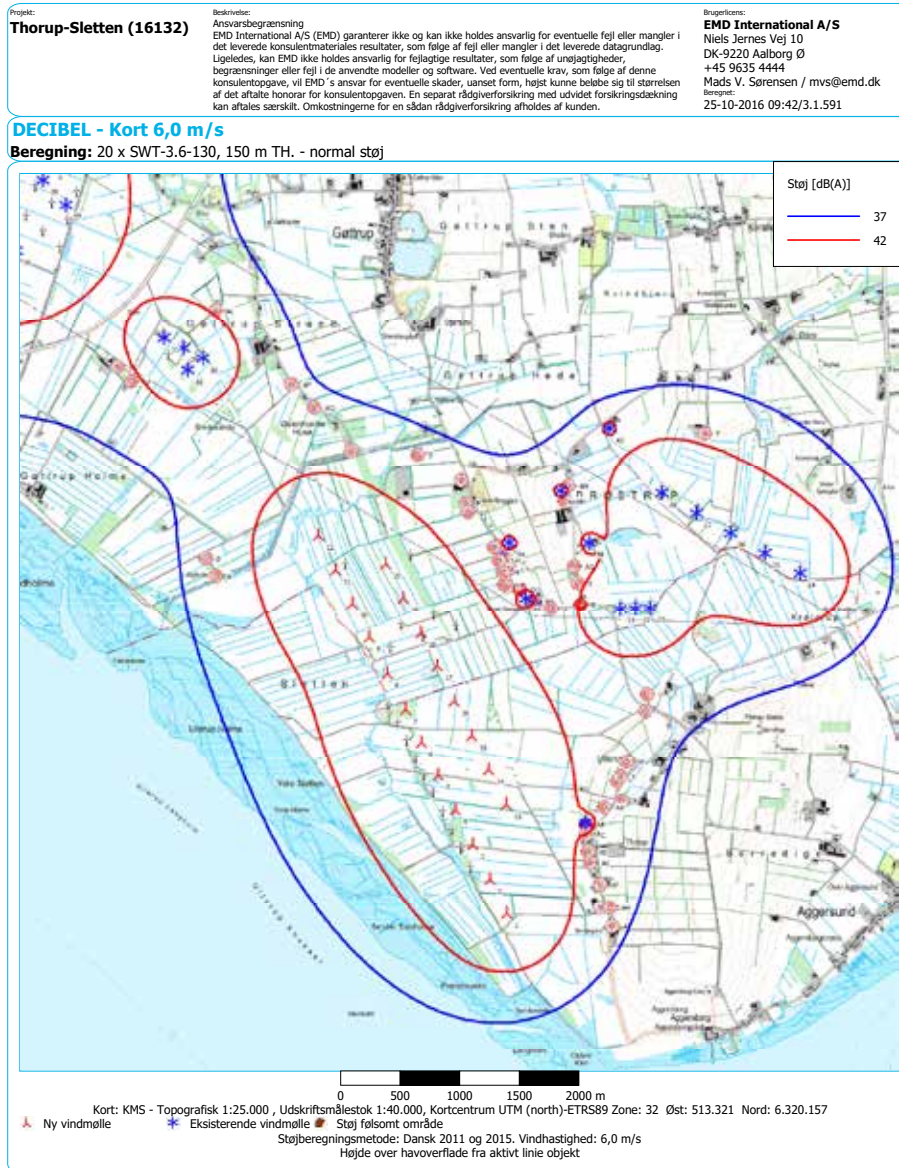 Projekt:
Thorup-Sletten (16132)
Beskrivelse:
Ansvarsbegrænsning
EMD International A/S (EMD) garanterer ikke og kan ikke holdes ansvarlig for eventuelle fejl eller mangler i
det leverede konsulentmateriales resultater, som følge af fejl eller mangler i det leverede datagrundlag.
Ligeledes, kan EMD ikke holdes ansvarlig for fejlagtige resultater, som følge af unøjagtigheder,
begrænsninger eller fejl i de anvendte modeller og software. Ved eventuelle krav, som følge af denne
konsulentopgave, vil EMD´s ansvar for eventuelle skader, uanset form, højst kunne beløbe sig til størrelsen
af det aftalte honorar for konsulentopgaven. En separat rådgiverforsikring med udvidet forsikringsdækning
kan aftales særskilt. Omkostningerne for en sådan rådgiverforsikring afholdes af kunden.
Brugerlicens:
EMD International A/S
Niels Jernes Vej 10
DK-9220 Aalborg Ø
+45 9635 4444
Mads V. Sørensen / mvs@emd.dk
Beregnet:
25-10-2016 09:42/3.1.591
DECIBEL - Kort 6,0 m/s
Beregning: 20 x SWT-3.6-130, 150 m TH. - normal støj
Støj [dB(A)]
37
42
Gøttrup
Gøttrup Holme
Sletten
Aggersund
Aggersborg
0 500 1000 1500 2000 m
Kort: KMS - Topografisk 1:25.000 , Udskriftsmålestok 1:40.000, Kortcentrum UTM (north)-ETRS89 Zone: 32 Øst: 513.321 Nord: 6.320.157
Ny vindmølle Eksisterende vindmølle Støj følsomt område
Støjberegningsmetode: Dansk 2011 og 2015. Vindhastighed: 6,0 m/s
Højde over havoverflade fra aktivt linie objekt